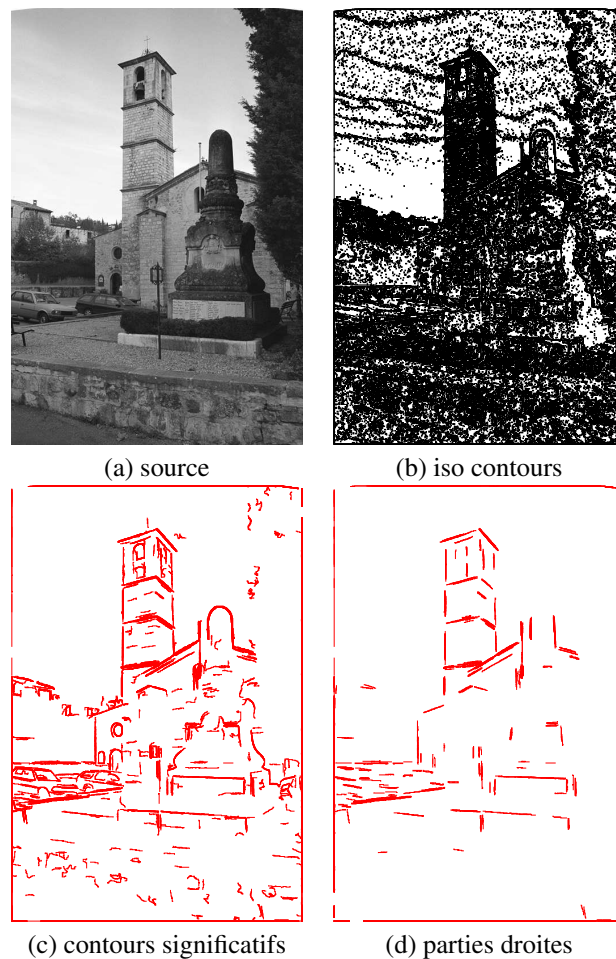 (a) source
(b) iso contours
(c) contours significatifs
(d) parties droites